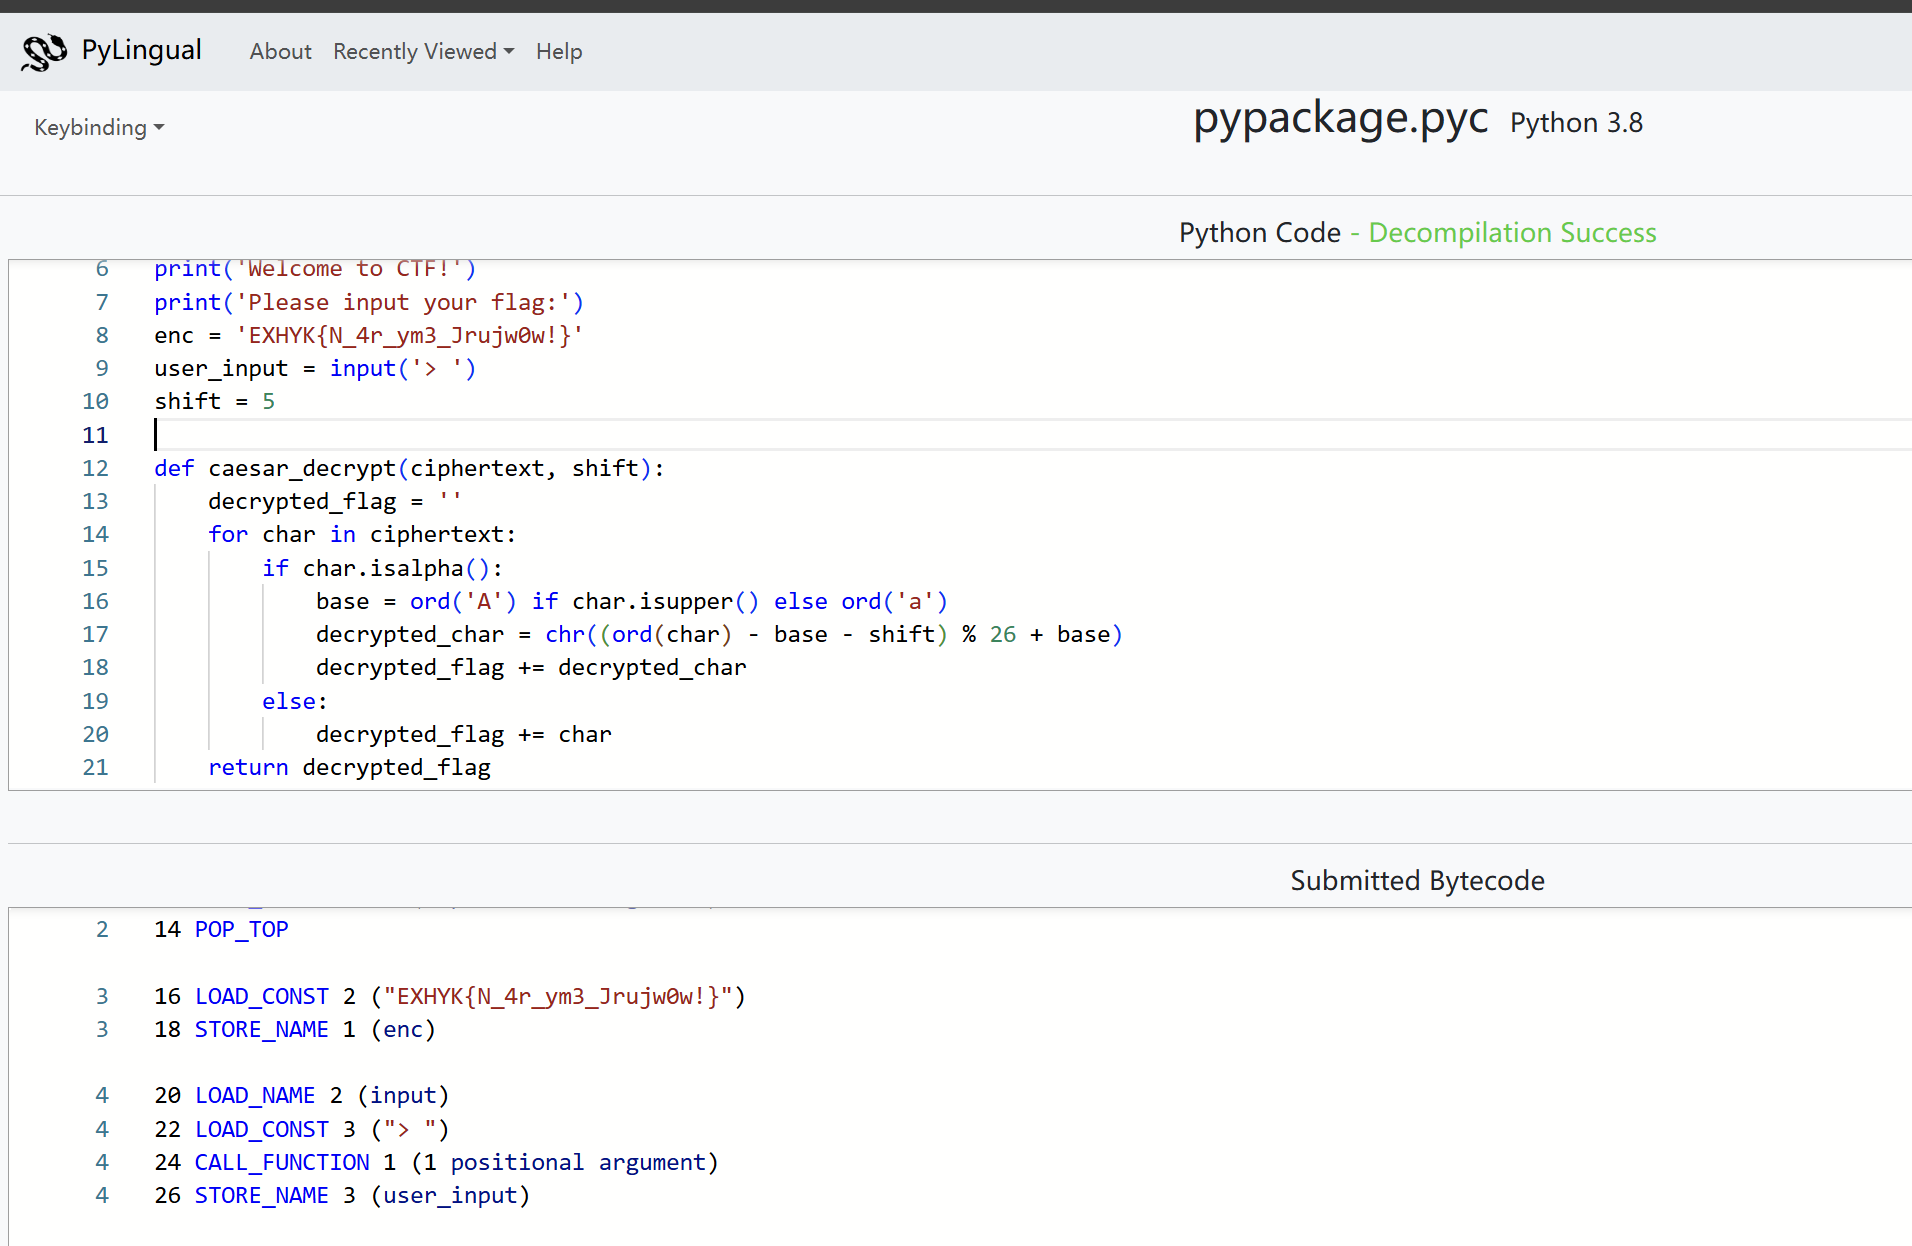 PyLingual About Recently Viewed Help
Keybinding
pypackage.pyc Python 3.8
Python Code - Decompilation Success
6 print('Welcome to CTF!')
7 print('Please input your flag:')
8 enc = 'EXHYK{N_4r_ym3_Jrujw0w!}'
9 user_input = input('> ')
10 shift = 5
11
12 def caesar_decrypt(ciphertext, shift):
13     decrypted_flag = ''
14     for char in ciphertext:
15         if char.isalpha():
16             base = ord('A') if char.isupper() else ord('a')
17             decrypted_char = chr((ord(char) - base - shift) % 26 + base)
18             decrypted_flag += decrypted_char
19         else:
20             decrypted_flag += char
21     return decrypted_flag
Submitted Bytecode
2 14 POP_TOP
3 16 LOAD_CONST 2 ("EXHYK{N_4r_ym3_Jrujw0w!}")
3 18 STORE_NAME 1 (enc)
4 20 LOAD_NAME 2 (input)
4 22 LOAD_CONST 3 ("> ")
4 24 CALL_FUNCTION 1 (1 positional argument)
4 26 STORE_NAME 3 (user_input)